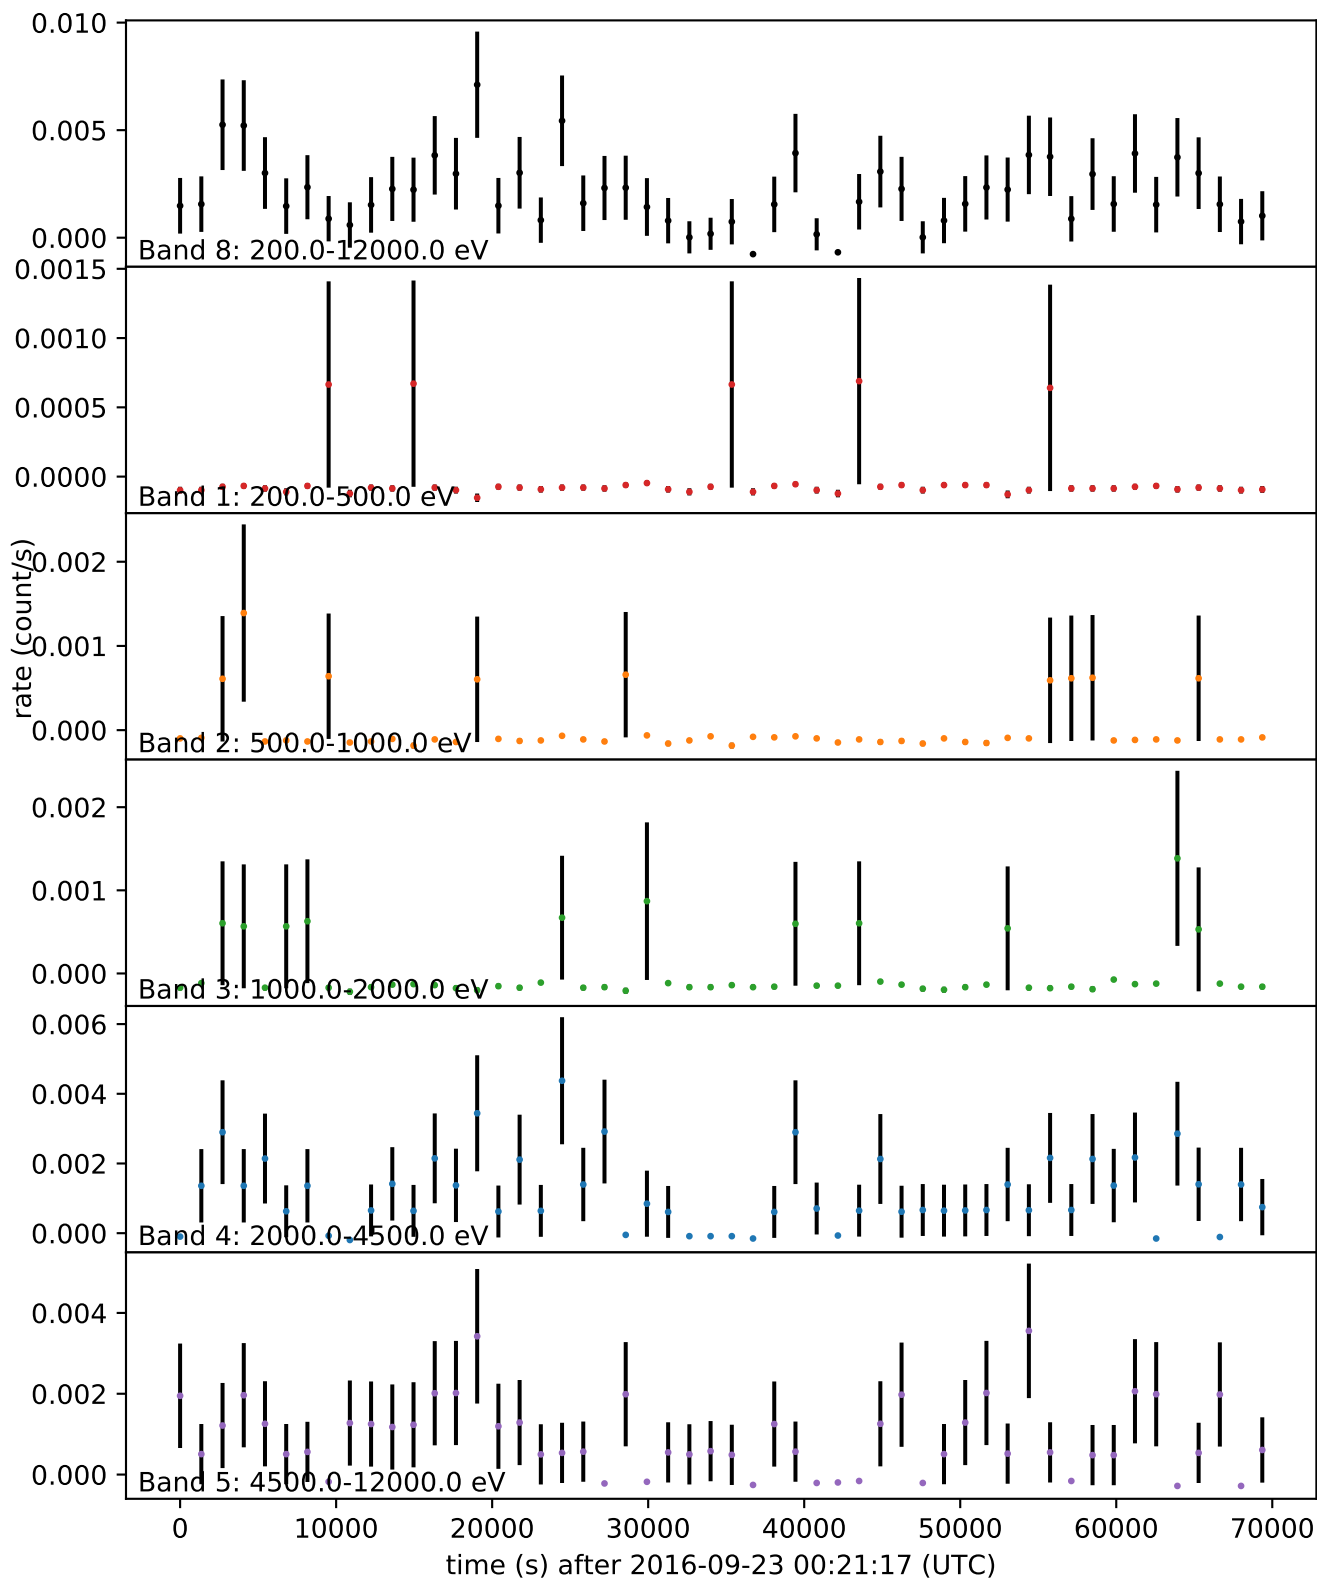 0.010
0.005
0.000
Band 8: 200.0-12000.0 eV
0.0015
0.0010
0.0005
0.0000
Band 1: 200.0-500.0 eV
rate (count/s)
0.002
0.001
0.000
Band 2: 500.0-1000.0 eV
0.002
0.001
0.000
Band 3: 1000.0-2000.0 eV
0.006
0.004
0.002
0.000
Band 4: 2000.0-4500.0 eV
0.004
0.002
0.000
Band 5: 4500.0-12000.0 eV
0 10000 20000 30000 40000 50000 60000 70000
time (s) after 2016-09-23 00:21:17 (UTC)